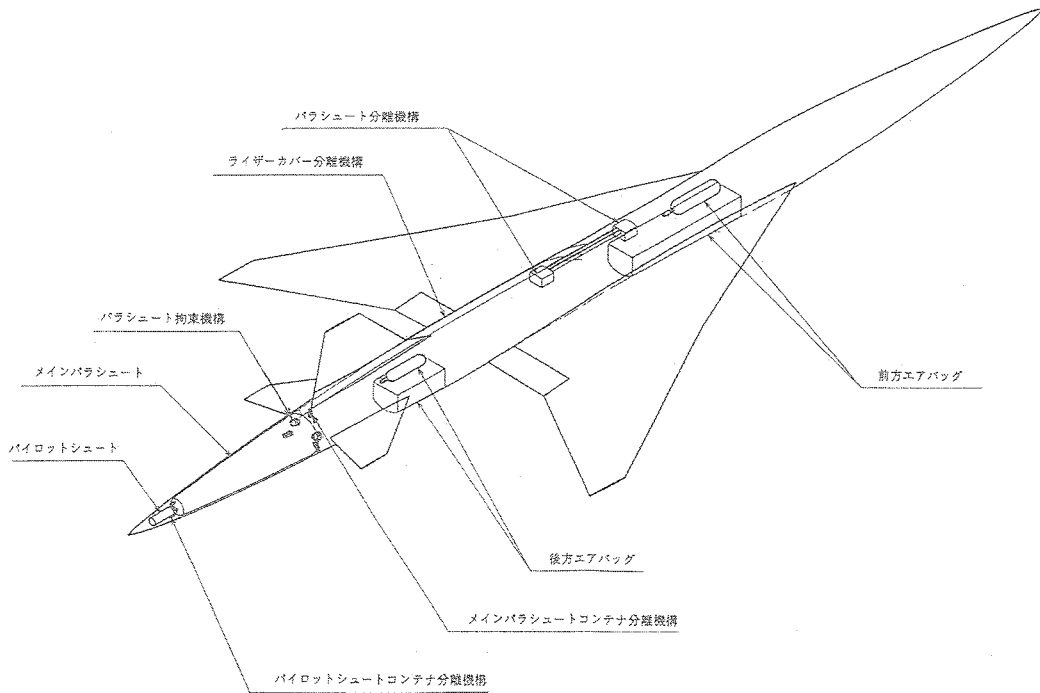 パラシュート分離機構
ライザーカバー分離機構
パラシュート拘束機構
メインパラシュート
前方エアバッグ
パイロットシュート
後方エアバッグ
メインパラシュートコンテナ分離機構
パイロットシュートコンテナ分離機構